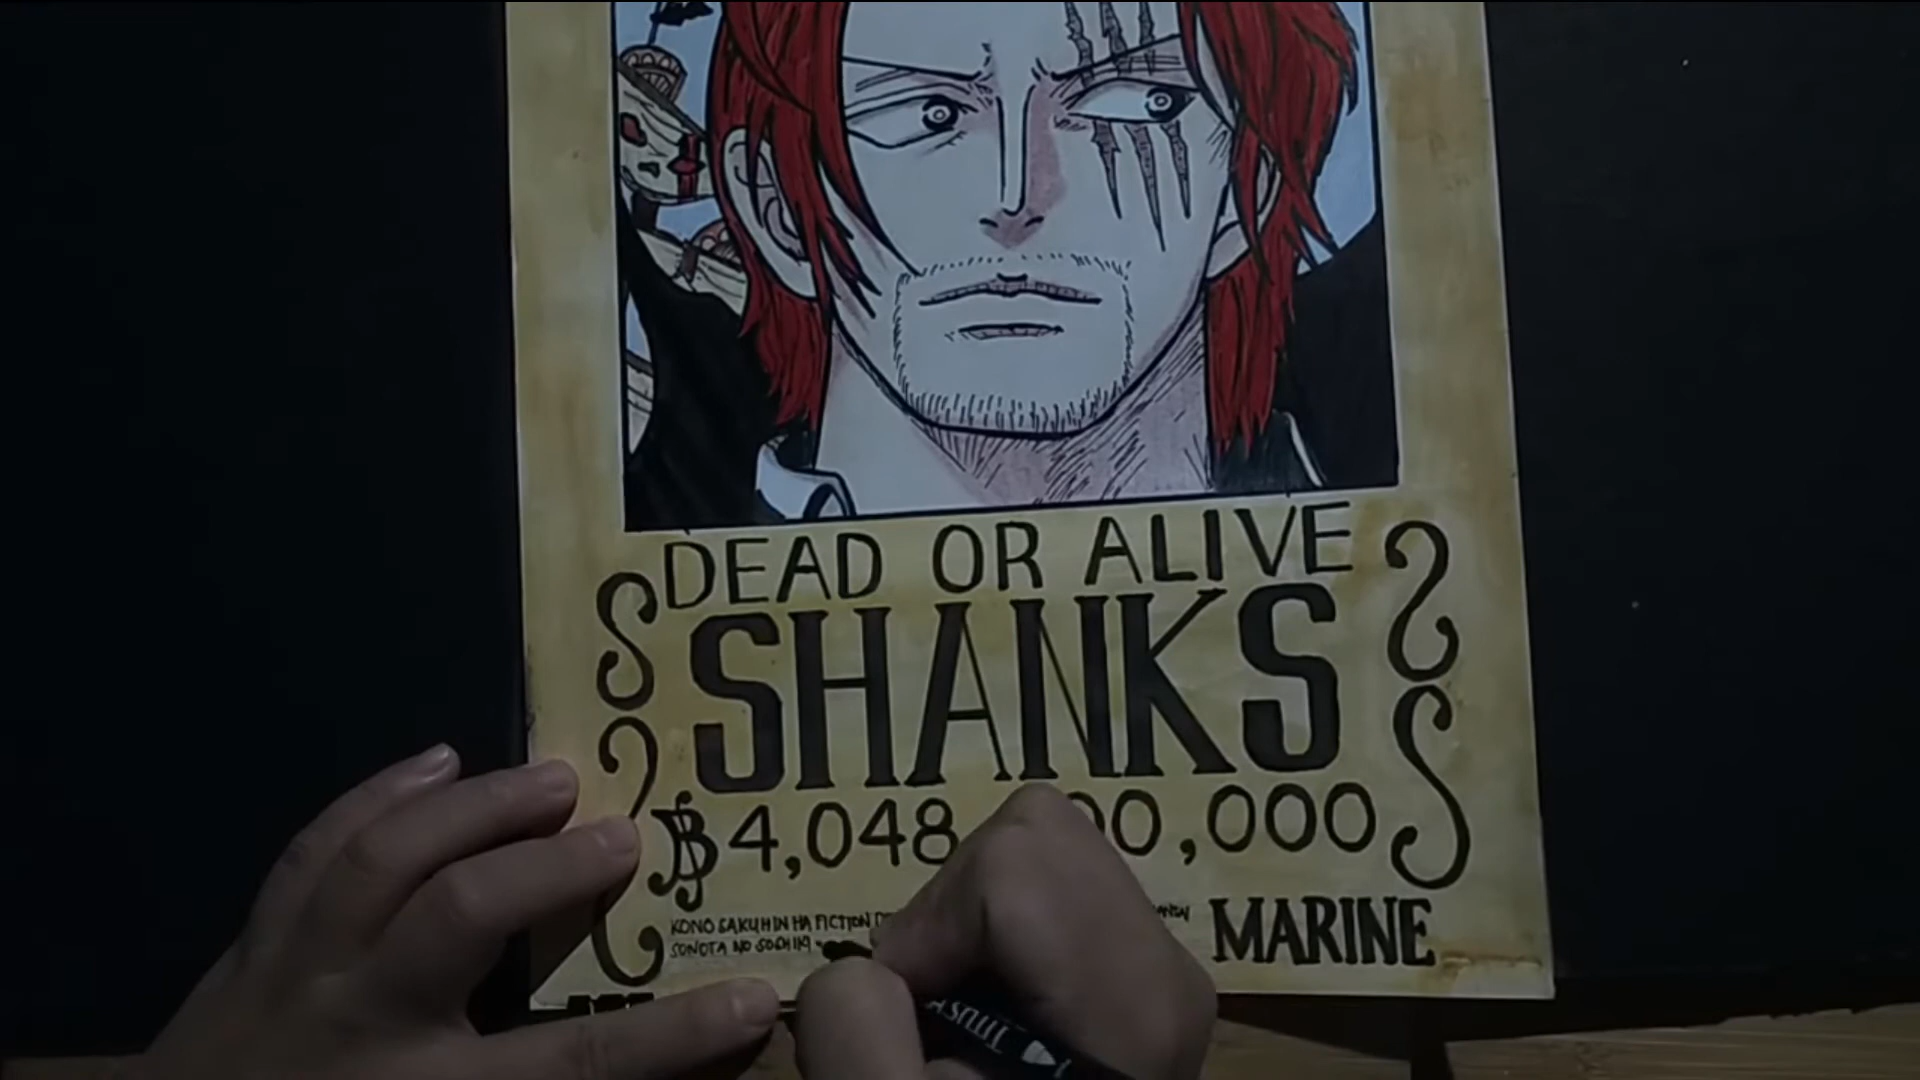 DEAD OR ALIVE
SHANKS
฿4,048 00,000
KONO SAKUHIN HA FICTION
SONOTA NO SOSHIKI
MARINE